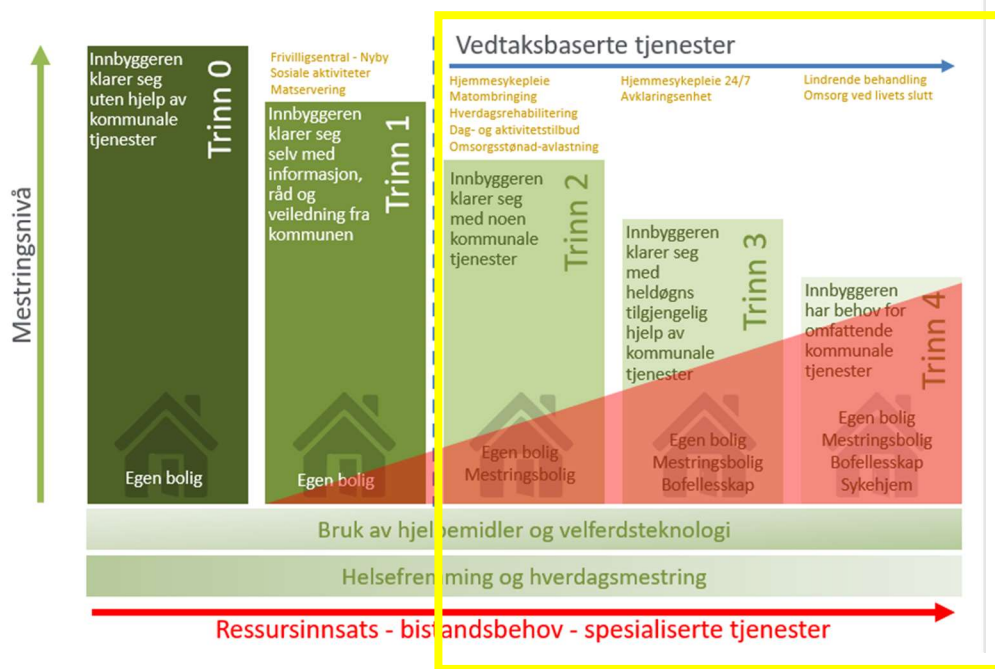 Mestringsnivå
Innbyggeren
klarer seg
uten hjelp av
kommunale
tjenester
Trinn 0
Egen bolig
Frivilligsentral - Nyby
Sosiale aktiviteter
Matservering
Innbyggeren
klarer seg
selv med
informasjon,
råd og
veiledning fra
kommunen
Trinn 1
Egen bolig
Vedtaksbaserte tjenester
Hjemmesykepleie
Matombringing
Hverdagsrehabilitering
Dag- og aktivitetstilbud
Omsorgsstønad-avlastning
Innbyggeren
klarer seg
med noen
kommunale
tjenester
Trinn 2
Egen bolig
Mestringsbolig
Hjemmesykepleie 24/7
Avklaringsenhet
Innbyggeren
klarer seg
med
heldøgns
tilgjengelig
hjelp av
kommunale
tjenester
Trinn 3
Egen bolig
Mestringsbolig
Bofellesskap
Lindrende behandling
Omsorg ved livets slutt
Innbyggeren
har behov for
omfattende
kommunale
tjenester
Trinn 4
Egen bolig
Mestringsbolig
Bofellesskap
Sykehjem
Bruk av hjelpemidler og velferdsteknologi
Helsefremming og hverdagsmestring
Ressursinnsats - bistandsbehov - spesialiserte tjenester